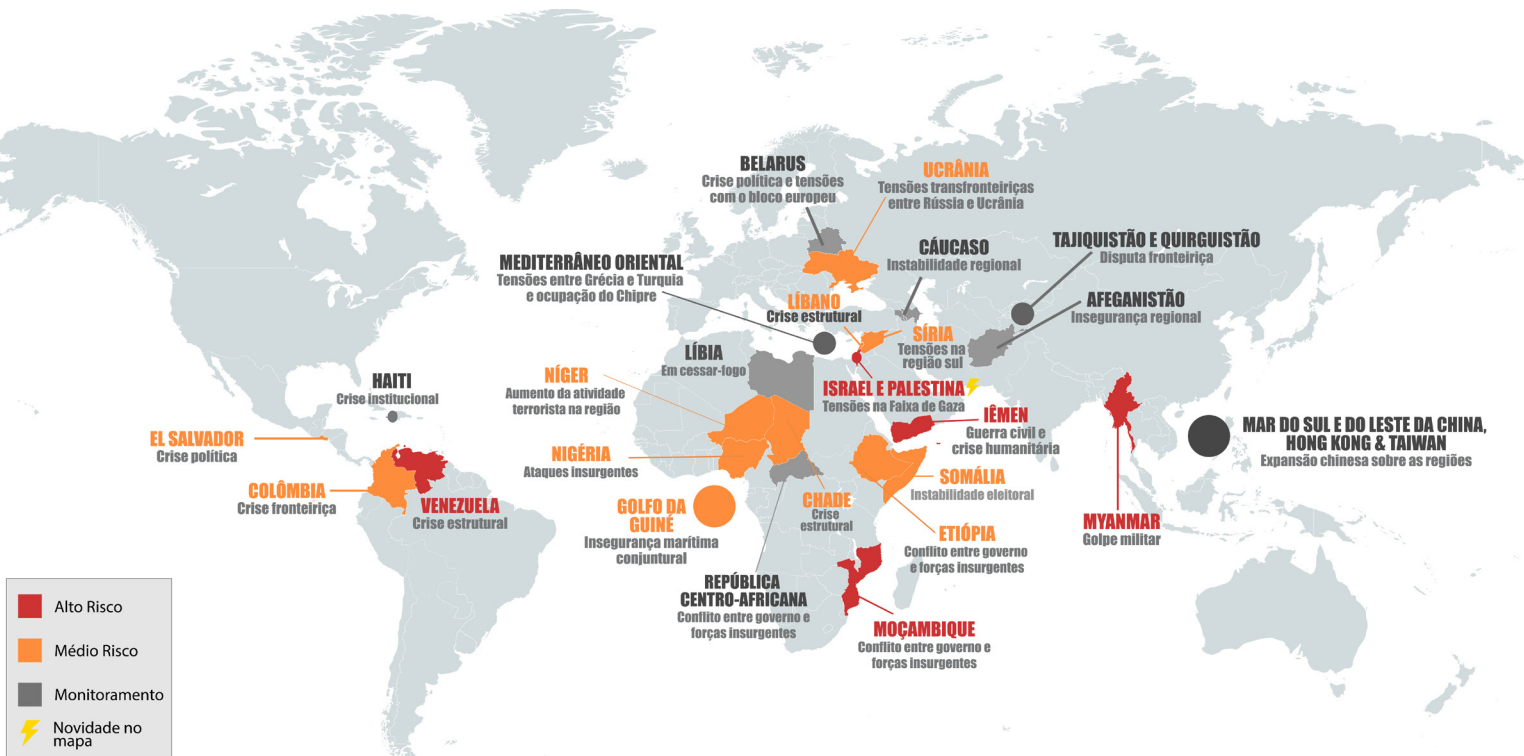 BELARUS
Crise política e tensões
com o bloco europeu
UCRÂNIA
Tensões transfronteiriças
entre Rússia e Ucrânia
CÁUCASO
Instabilidade regional
TAJIQUISTÃO E QUIRGUISTÃO
Disputa fronteiriça
MEDITERRÂNEO ORIENTAL
Tensões entre Grécia e Turquia
e ocupação do Chipre
AFEGANISTÃO
Insegurança regional
LÍBANO
Crise estrutural
SÍRIA
Tensões na
região sul
LÍBIA
Em cessar-fogo
NÍGER
Aumento da atividade
terrorista na região
HAITI
Crise institucional
ISRAEL E PALESTINA
Tensões na Faixa de Gaza
IÊMEN
Guerra civil e
crise humanitária
MAR DO SUL E DO LESTE DA CHINA,
HONG KONG & TAIWAN
Expansão chinesa sobre as regiões
EL SALVADOR
Crise política
NIGÉRIA
Ataques insurgentes
SOMÁLIA
Instabilidade eleitoral
COLÔMBIA
Crise fronteiriça
VENEZUELA
Crise estrutural
GOLFO DA
GUINÉ
Insegurança marítima
conjuntural
CHADE
Crise
estrutural
ETIÓPIA
Conflito entre governo
e forças insurgentes
MYANMAR
Golpe militar
REPÚBLICA
CENTRO-AFRICANA
Conflito entre governo e
forças insurgentes
MOÇAMBIQUE
Conflito entre governo e
forças insurgentes
Alto Risco
Médio Risco
Monitoramento
Novidade no
mapa